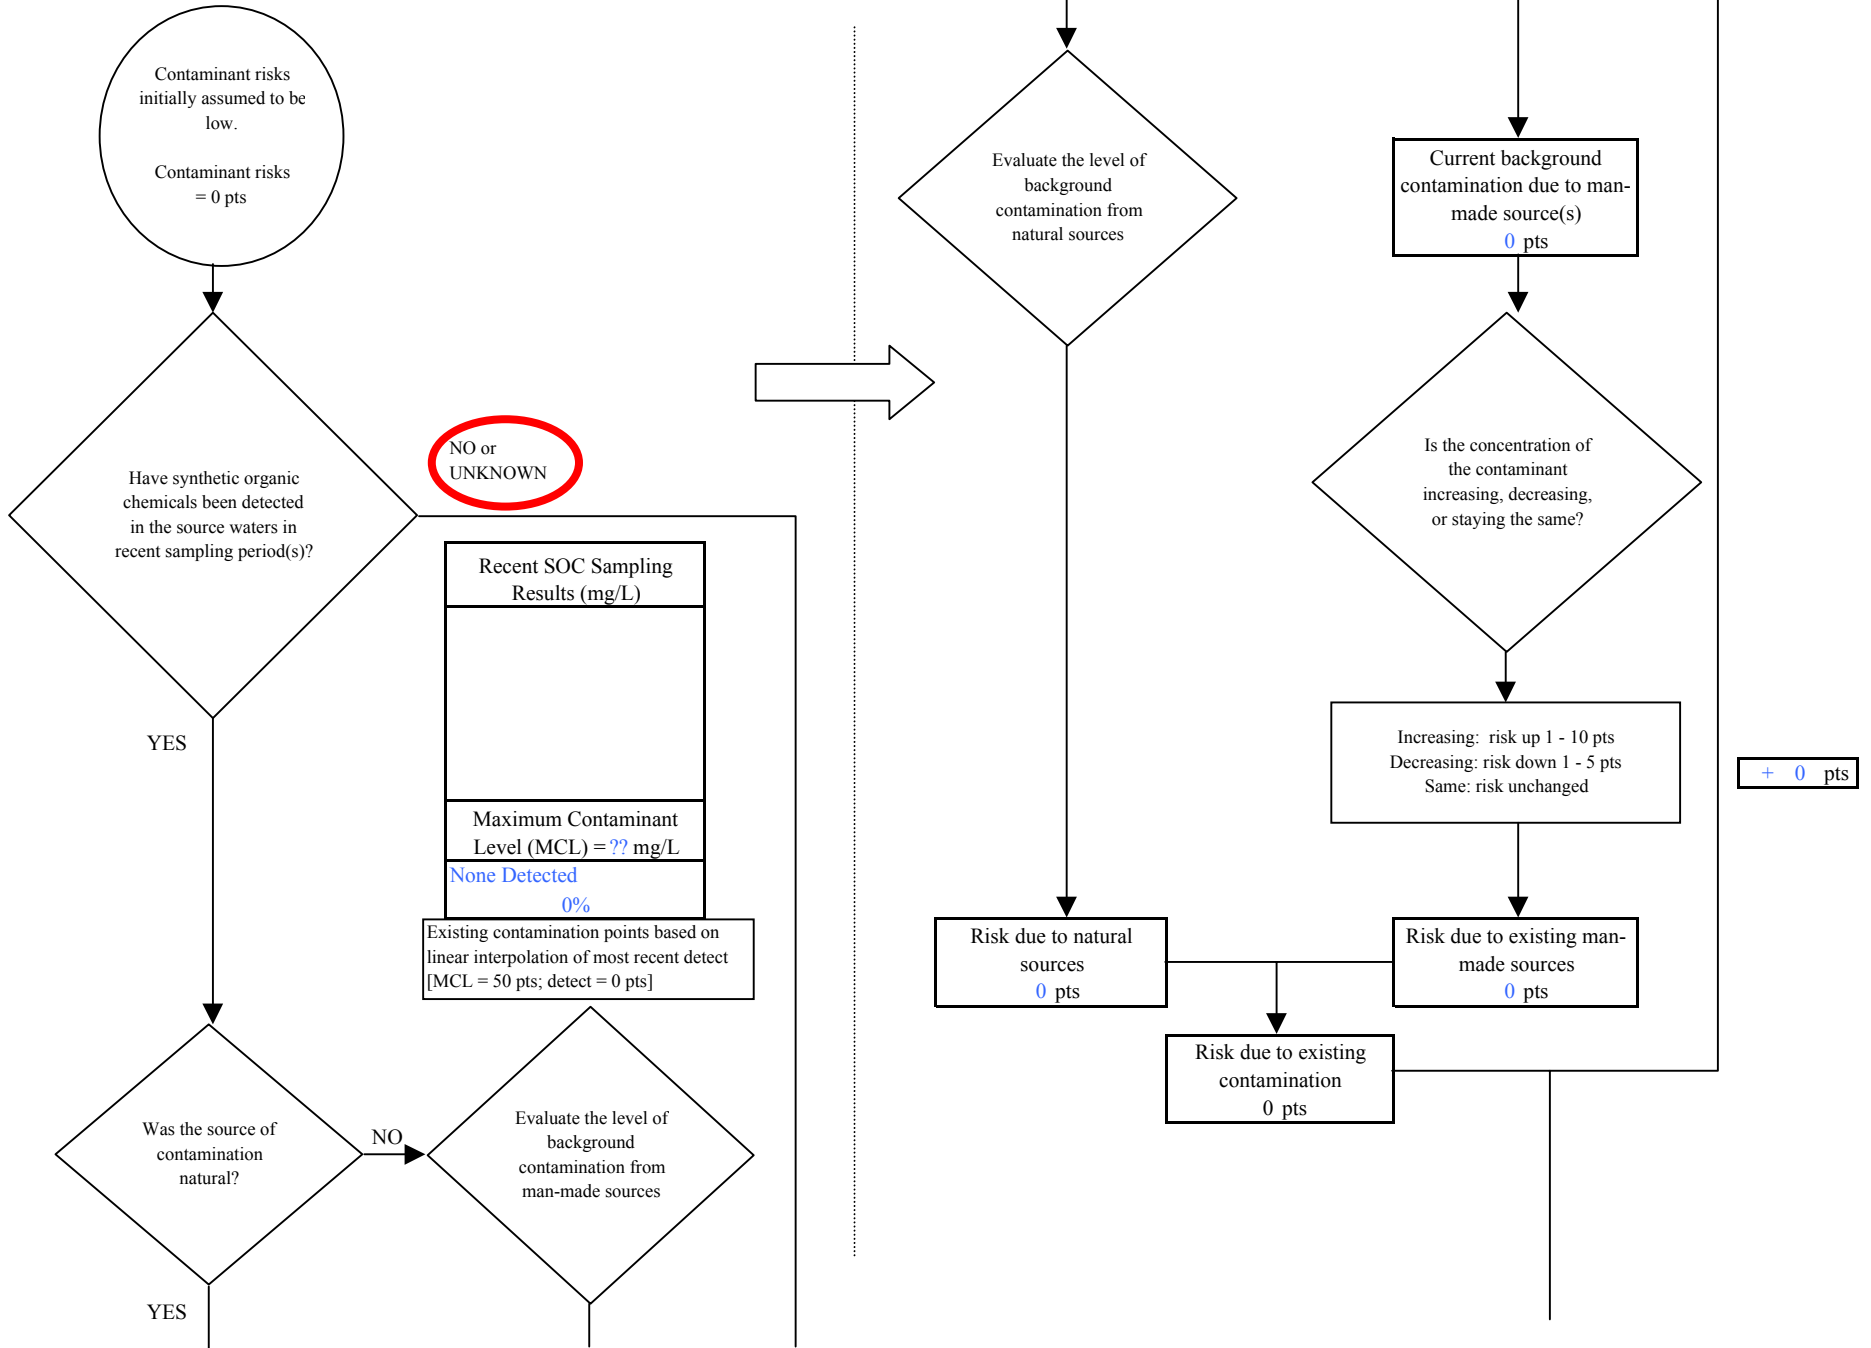 Contaminant risks
initially assumed to be
low.
Contaminant risks
= 0 pts
Have synthetic organic
chemicals been detected
in the source waters in
recent sampling period(s)?
NO or
UNKNOWN
YES
Recent SOC Sampling
Results (mg/L)
Maximum Contaminant
Level (MCL) = ?? mg/L
None Detected
0%
Existing contamination points based on
linear interpolation of most recent detect
[MCL = 50 pts; detect = 0 pts]
Was the source of
contamination
natural?
NO
YES
Evaluate the level of
background
contamination from
man-made sources
Evaluate the level of
background
contamination from
natural sources
Current background
contamination due to man-
made source(s)
0 pts
Is the concentration of
the contaminant
increasing, decreasing,
or staying the same?
Increasing: risk up 1 - 10 pts
Decreasing: risk down 1 - 5 pts
Same: risk unchanged
+ 0 pts
Risk due to natural
sources
0 pts
Risk due to existing man-
made sources
0 pts
Risk due to existing
contamination
0 pts